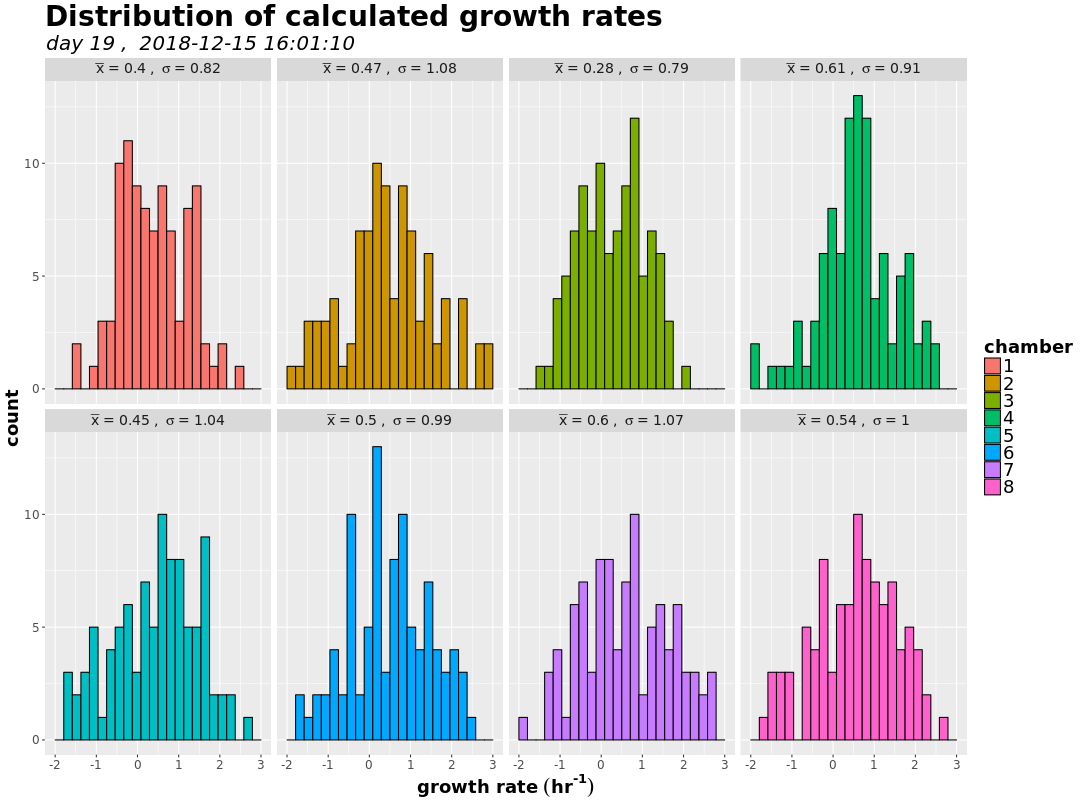 Distribution of calculated growth rates
day 19 ,  2018-12-15 16:01:10
x̅ = 0.4 ,  σ = 0.82
x̅ = 0.47 ,  σ = 1.08
x̅ = 0.28 ,  σ = 0.79
x̅ = 0.61 ,  σ = 0.91
10
5
0
x̅ = 0.45 ,  σ = 1.04
x̅ = 0.5 ,  σ = 0.99
x̅ = 0.6 ,  σ = 1.07
x̅ = 0.54 ,  σ = 1
10
5
0
-2 -1 0 1 2 3
-2 -1 0 1 2 3
-2 -1 0 1 2 3
-2 -1 0 1 2 3
count
growth rate (hr⁻¹)
chamber
1
2
3
4
5
6
7
8